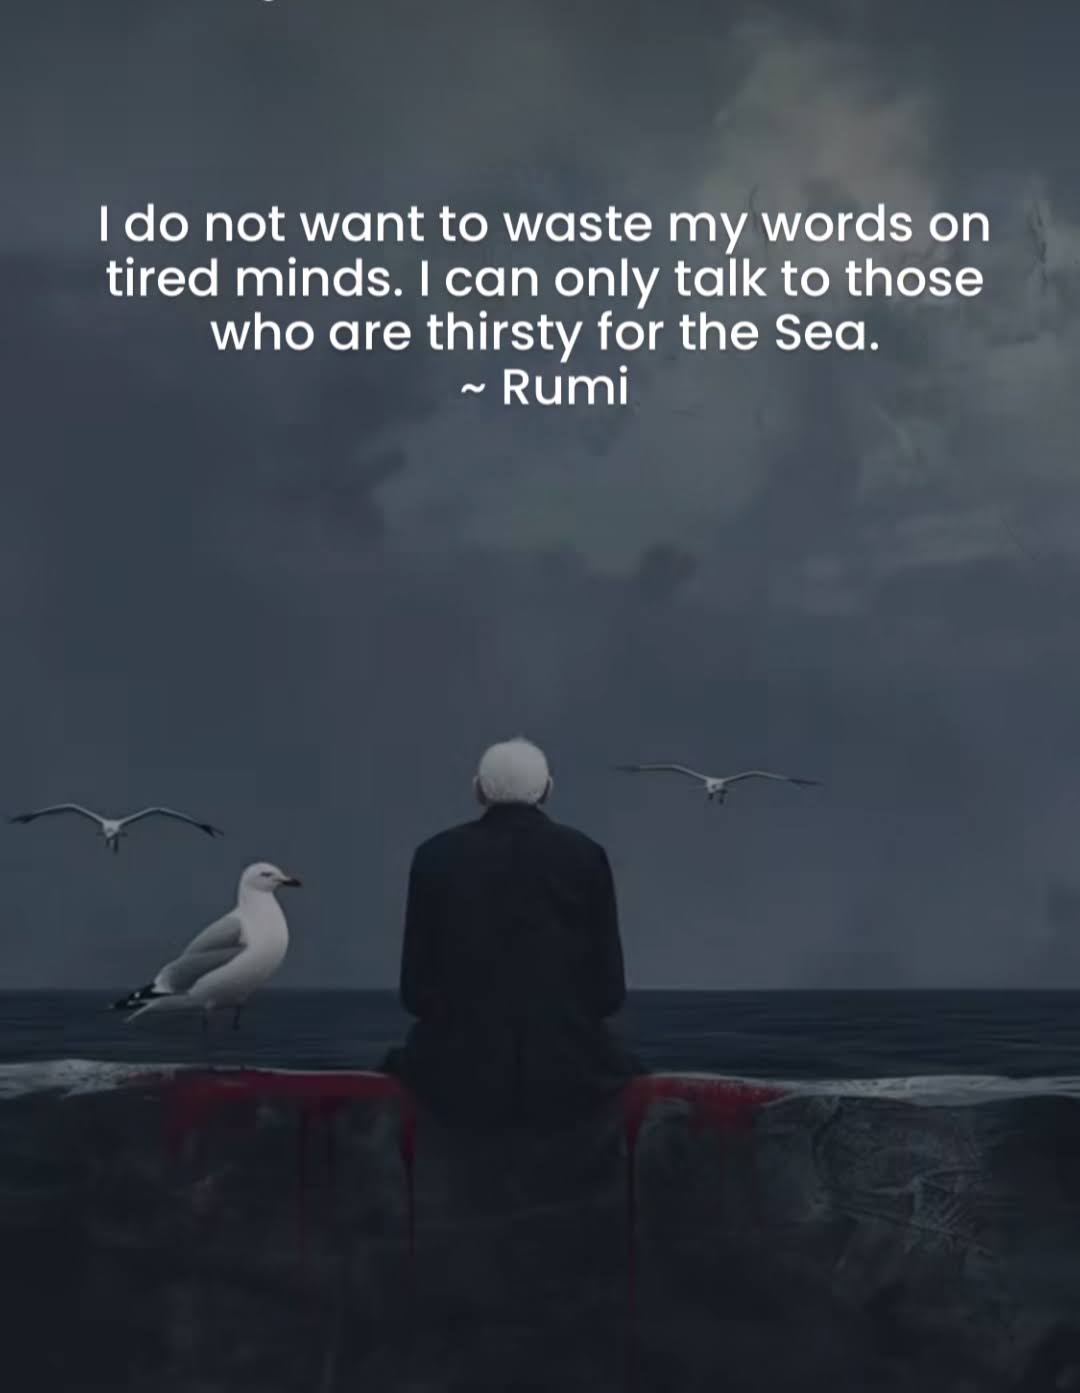 I do not want to waste my words on
tired minds. I can only talk to those
who are thirsty for the Sea.
~ Rumi